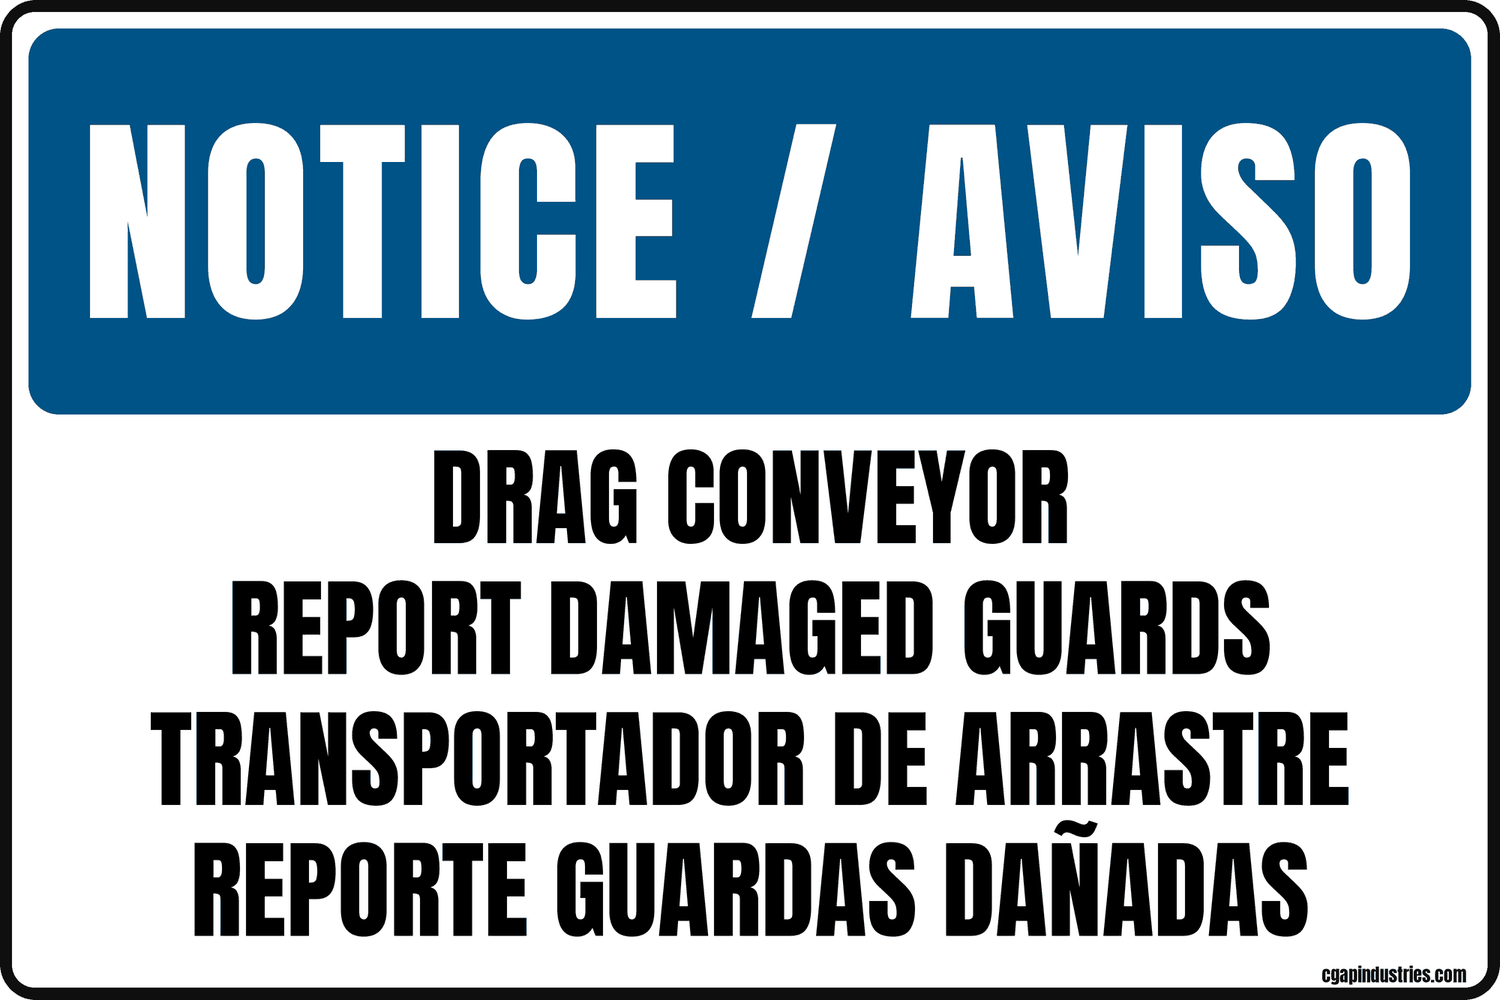 NOTICE / AVISO
DRAG CONVEYOR
REPORT DAMAGED GUARDS
TRANSPORTADOR DE ARRASTRE
REPORTE GUARDAS DAÑADAS
cgapindustries.com